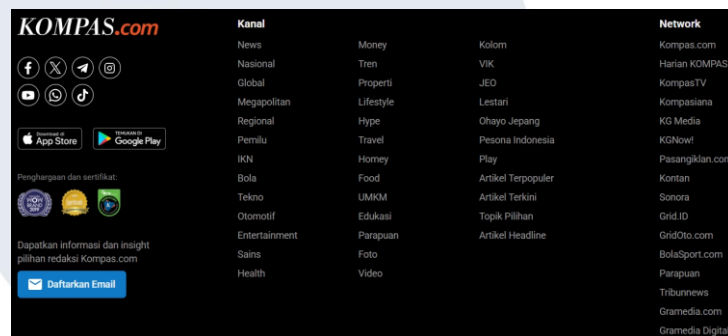 KOMPAS.com
Download di
App Store
TEMUKAN DI
Google Play
Penghargaan dan sertifikat:
Dapatkan informasi dan insight
pilihan redaksi Kompas.com
Daftarkan Email
Kanal
News
Nasional
Global
Megapolitan
Regional
Pemilu
IKN
Bola
Tekno
Otomotif
Entertainment
Sains
Health
Money
Tren
Properti
Lifestyle
Hype
Travel
Homey
Food
UMKM
Edukasi
Parapuan
Foto
Video
Kolom
VIK
JEO
Lestari
Ohayo Jepang
Pesona Indonesia
Play
Artikel Terpopuler
Artikel Terkini
Topik Pilihan
Artikel Headline
Network
Kompas.com
Harian KOMPAS
KompasTV
Kompasiana
KG Media
KGNow!
Pasangiklan.com
Kontan
Sonora
Grid.ID
GridOto.com
BolaSport.com
Parapuan
Tribunnews
Gramedia.com
Gramedia Digital